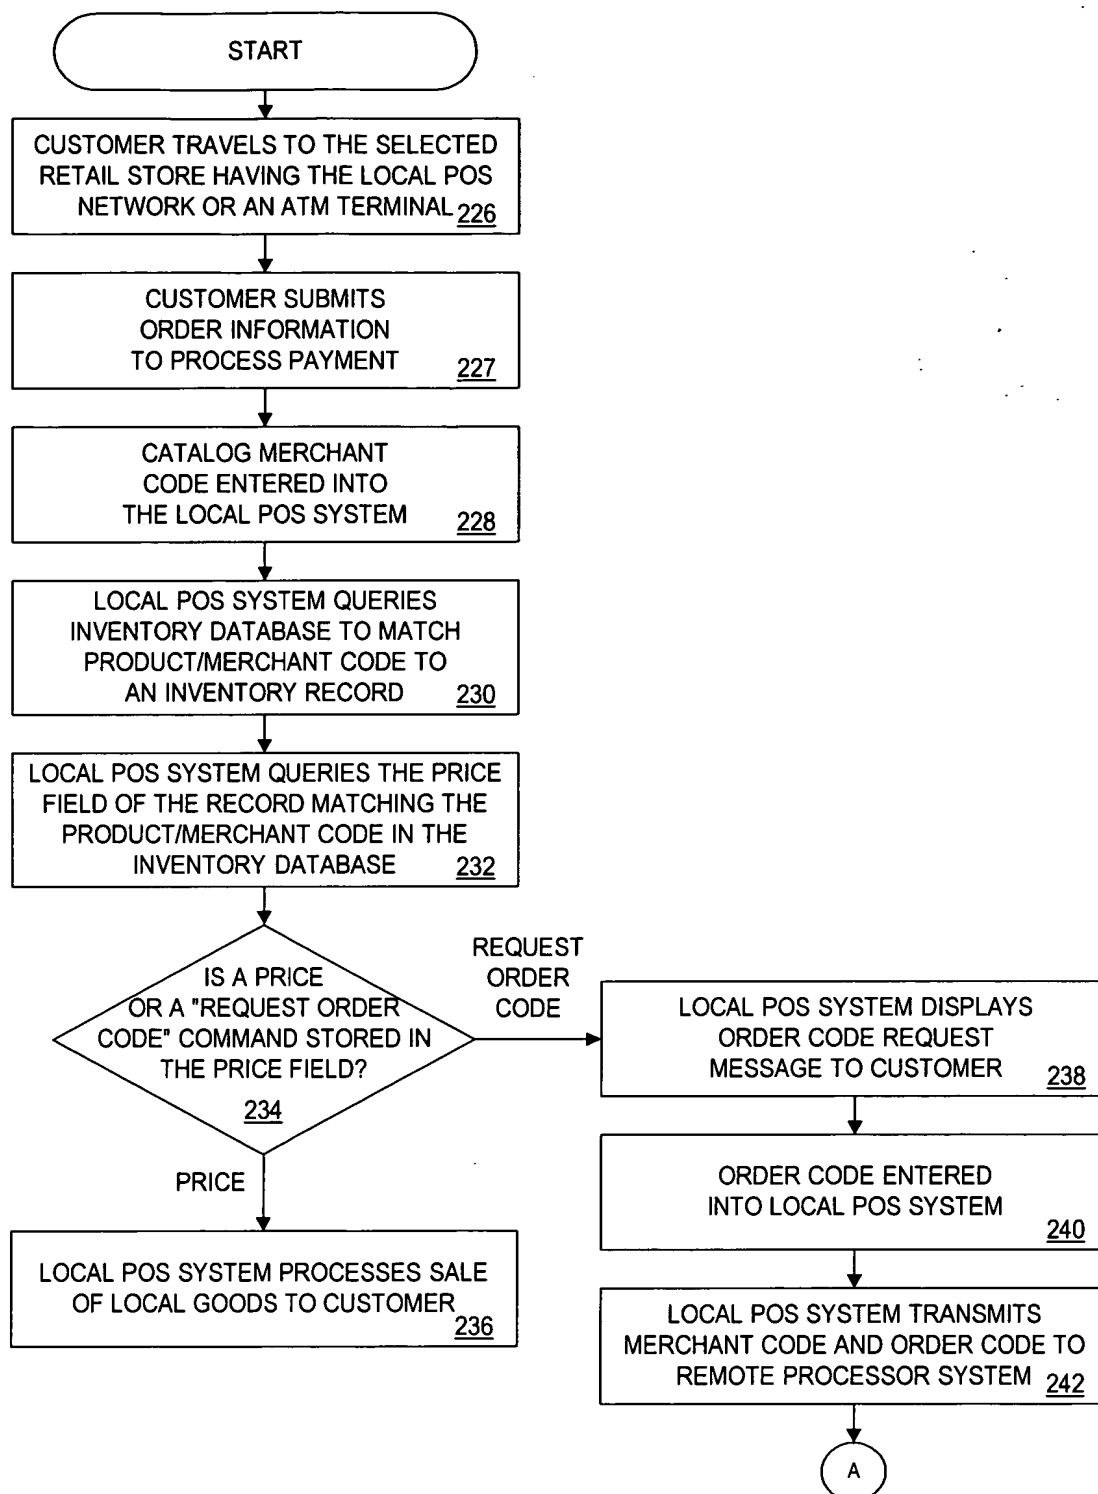 START
CUSTOMER TRAVELS TO THE SELECTED
RETAIL STORE HAVING THE LOCAL POS
NETWORK OR AN ATM TERMINAL 226
CUSTOMER SUBMITS
ORDER INFORMATION
TO PROCESS PAYMENT
227
CATALOG MERCHANT
CODE ENTERED INTO
THE LOCAL POS SYSTEM 228
LOCAL POS SYSTEM QUERIES
INVENTORY DATABASE TO MATCH
PRODUCT/MERCHANT CODE TO
AN INVENTORY RECORD 230
LOCAL POS SYSTEM QUERIES THE PRICE
FIELD OF THE RECORD MATCHING THE
PRODUCT/MERCHANT CODE IN THE
INVENTORY DATABASE 232
IS A PRICE
OR A "REQUEST ORDER
CODE" COMMAND STORED IN
THE PRICE FIELD?
234
PRICE
LOCAL POS SYSTEM PROCESSES SALE
OF LOCAL GOODS TO CUSTOMER 236
REQUEST
ORDER
CODE
LOCAL POS SYSTEM DISPLAYS
ORDER CODE REQUEST
MESSAGE TO CUSTOMER 238
ORDER CODE ENTERED
INTO LOCAL POS SYSTEM
240
LOCAL POS SYSTEM TRANSMITS
MERCHANT CODE AND ORDER CODE TO
REMOTE PROCESSOR SYSTEM 242
A